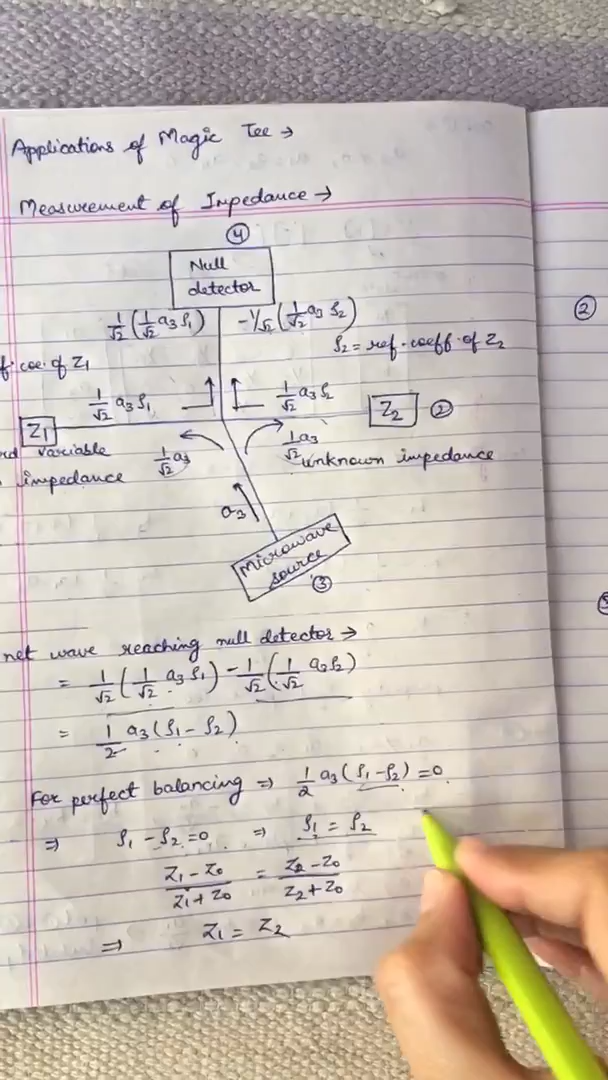 Applications of Magic Tee →
Measurement of Impedance →
④
Null
detector
1/√2 (1/√2 a₃ ρ₁)
-1/√2 (1/√2 a₃ ρ₂)
ρ₂ = ref. coeff. of Z₂
②
f. coe. of Z₁
1/√2 a₃ ρ₁
1/√2 a₃ ρ₂
Z₁
Z₂ ②
rd variable
impedance
1/√2 a₃
1/√2 a₃
unknown impedance
a₃
Microwave
source
③
net wave reaching null detector →
= 1/√2 (1/√2 a₃ ρ₁) - 1/√2 (1/√2 a₃ ρ₂)
= 1/2 a₃ (ρ₁ - ρ₂)
For perfect balancing ⇒ 1/2 a₃ (ρ₁ - ρ₂) = 0
⇒ ρ₁ - ρ₂ = 0 ⇒ ρ₁ = ρ₂
Z₁ - Z₀ / Z₁ + Z₀ = Z₂ - Z₀ / Z₂ + Z₀
⇒ Z₁ = Z₂